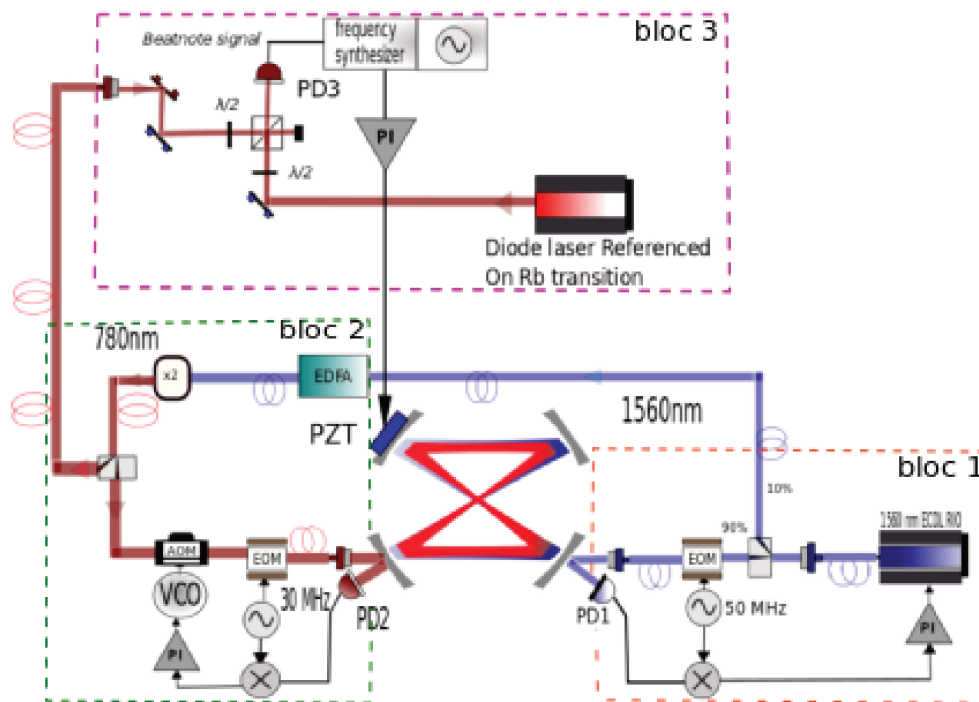 bloc 3
Beatnote signal
frequency
synthesizer
PD3
λ/2
PI
λ/2
Diode laser Referenced
On Rb transition
bloc 2
780nm
x2
EDFA
PZT
1560nm
bloc 1
10%
1560 nm ECDL RIO
90%
AOM
EOM
EOM
VCO
30 MHz
PD2
PD1
50 MHz
PI
PI